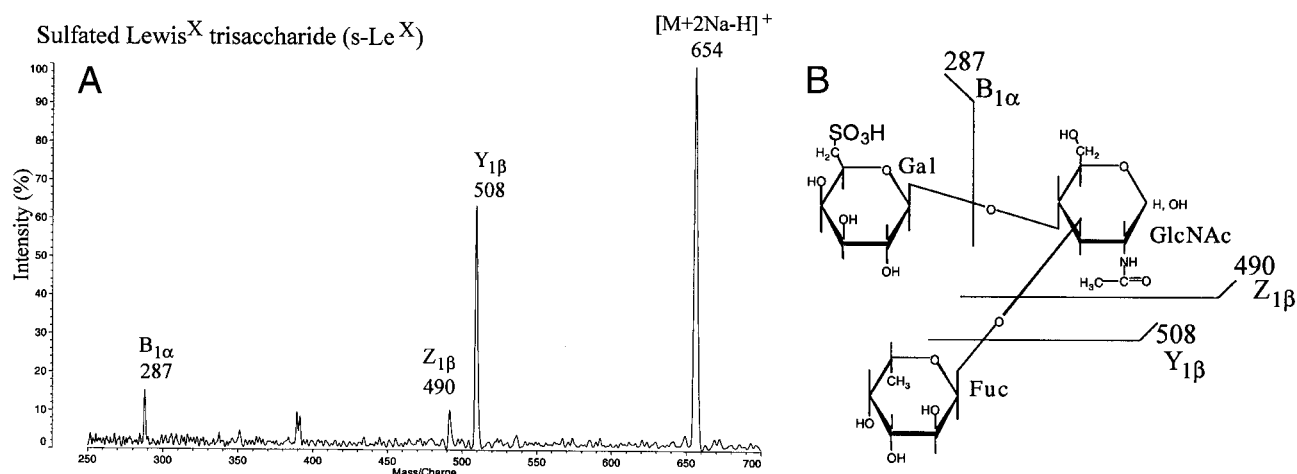 Sulfated Lewis^X trisaccharide (s-Le^X)
[M+2Na-H]^+
654
A
Intensity (%)
100
90
80
70
60
50
40
30
20
10
0
Y1β
508
B1α
287
Z1β
490
250
300
350
400
450
500
550
600
650
700
Mass/Charge
B
287
B1α
SO3H
H2C
O
Gal
HO
OH
OH
O
HO
CH2
O
H, OH
GlcNAc
NH
H3C-C=O
490
Z1β
O
508
Y1β
O
CH3
Fuc
HO
HO
OH